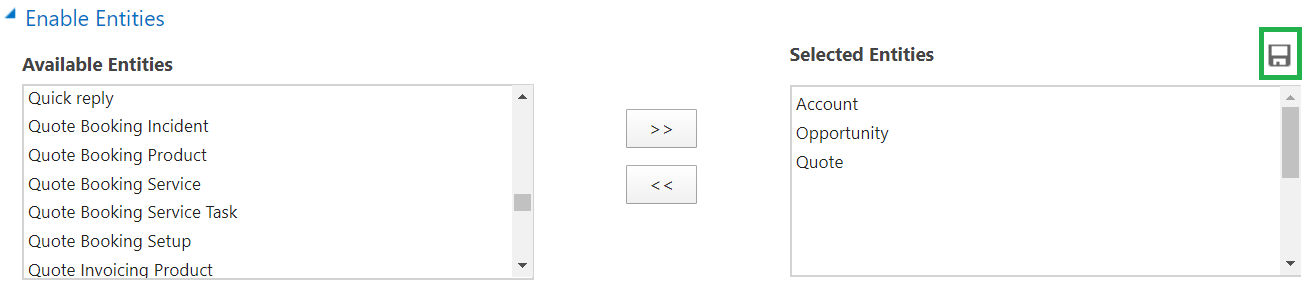 Enable Entities
Available Entities
Quick reply
Quote Booking Incident
Quote Booking Product
Quote Booking Service
Quote Booking Service Task
Quote Booking Setup
Quote Invoicing Product
>>
<<
Selected Entities
Account
Opportunity
Quote